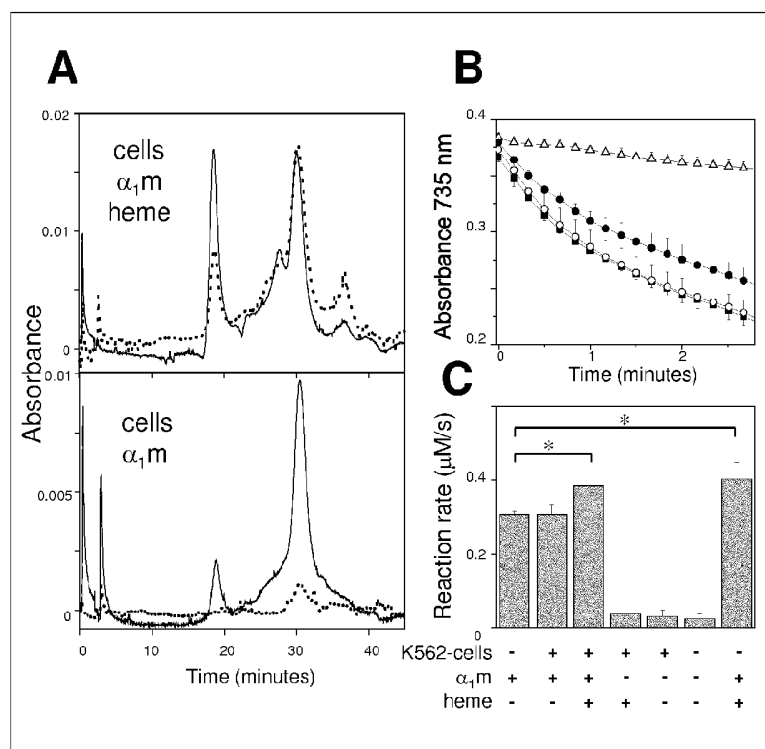 A
0.02
cells
α1m
heme
0.01
0
Absorbance
0.01
cells
α1m
0.005
0
0 10 20 30 40
Time (minutes)
B
0.4
0.3
0.2
Absorbance 735 nm
0 1 2
Time (minutes)
C
*
*
0.4
0.2
0
Reaction rate (μM/s)
K562-cells - + + + + - -
α1m + + + - - - +
heme - - + + - - +